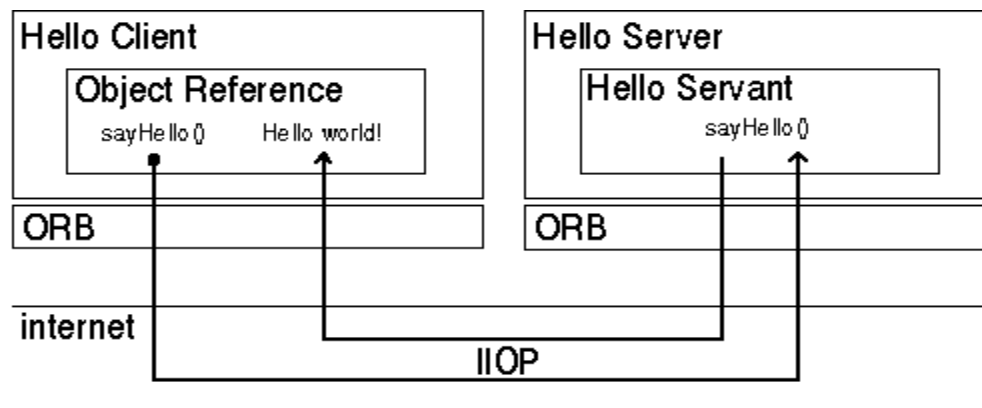 Hello Client
Object Reference
sayHello()
Hello world!
ORB
Hello Server
Hello Servant
sayHello()
ORB
internet
IIOP